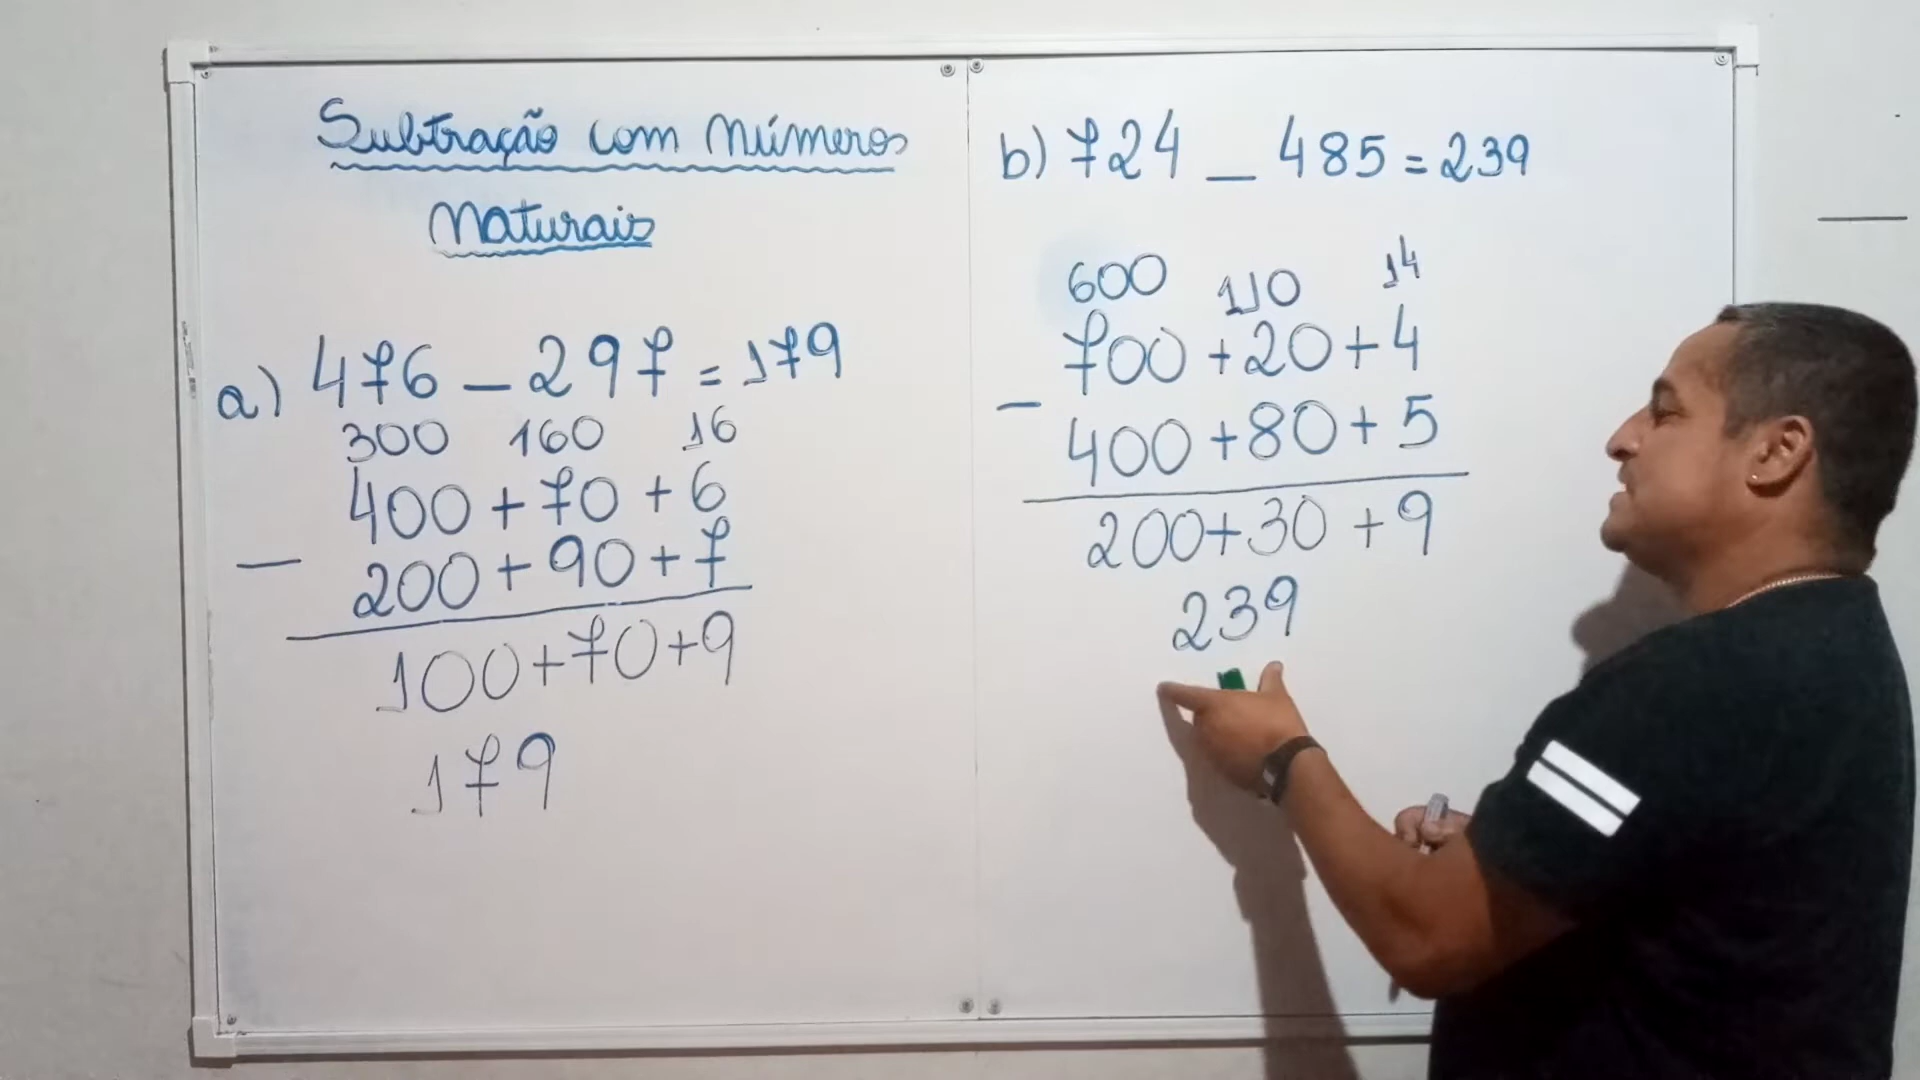 Subtração com Números
Naturais
a) 476 - 297 = 179
300 160 16
400 + 70 + 6
- 200 + 90 + 7
100 + 70 + 9
179
b) 724 - 485 = 239
600 110 14
700 + 20 + 4
- 400 + 80 + 5
200 + 30 + 9
239